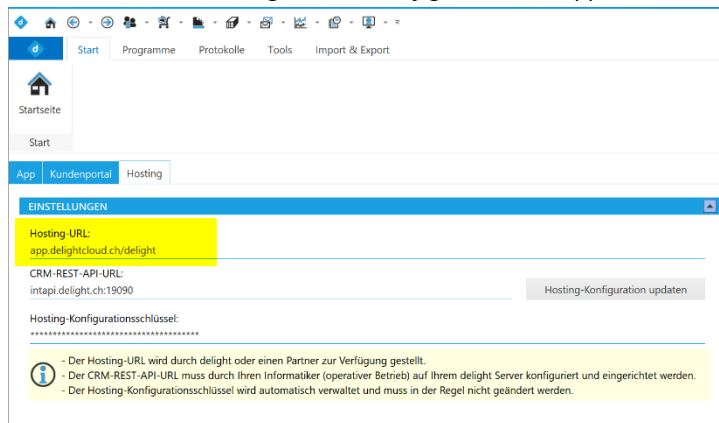 Start Programme Protokolle Tools Import & Export
Startseite
Start
App Kundenportal Hosting
EINSTELLUNGEN
Hosting-URL:
app.delightcloud.ch/delight
CRM-REST-API-URL:
intapi.delight.ch:19090
Hosting-Konfiguration updaten
Hosting-Konfigurationsschlüssel:
**************************************
- Der Hosting-URL wird durch delight oder einen Partner zur Verfügung gestellt.
- Der CRM-REST-API-URL muss durch Ihren Informatiker (operativer Betrieb) auf Ihrem delight Server konfiguriert und eingerichtet werden.
- Der Hosting-Konfigurationsschlüssel wird automatisch verwaltet und muss in der Regel nicht geändert werden.